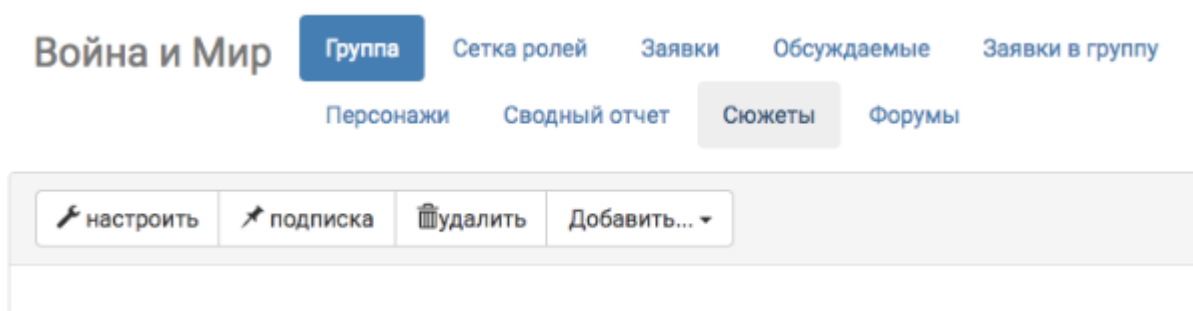 Война и Мир Группа Сетка ролей Заявки Обсуждаемые Заявки в группу
Персонажи Сводный отчет Сюжеты Форумы
настроить подписка удалить Добавить...